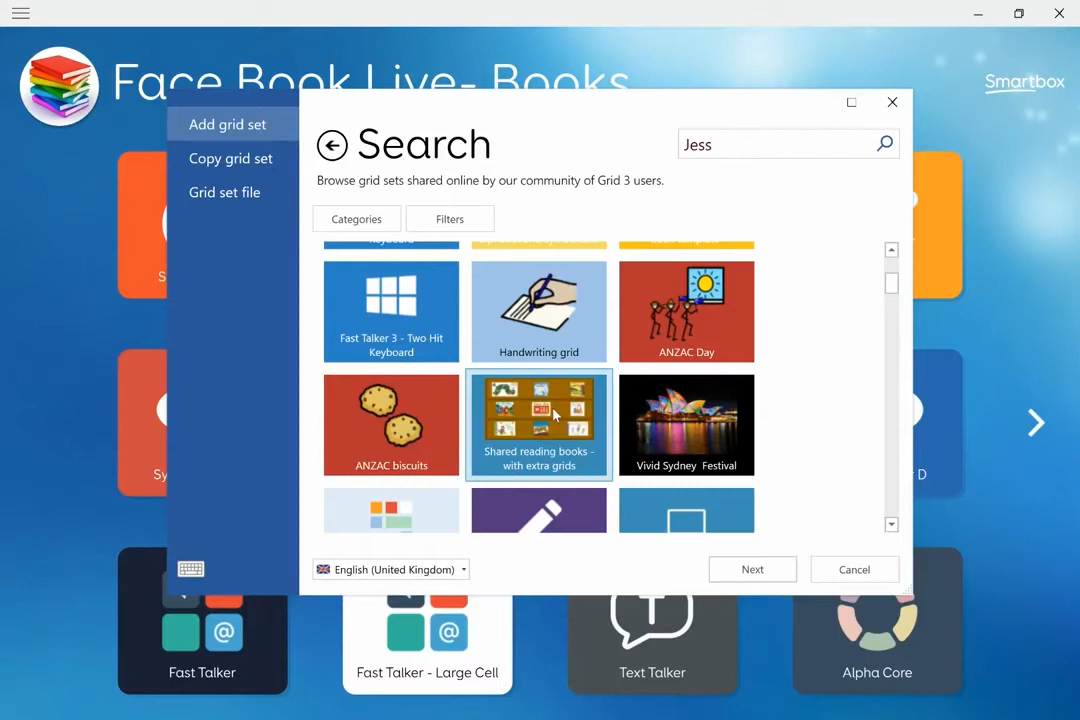 Face Book Live- Books
Smartbox
Add grid set
Copy grid set
Grid set file
Search
Jess
Browse grid sets shared online by our community of Grid 3 users.
Categories
Filters
Keyboard
Fast Talker 3 - Two Hit
Keyboard
Handwriting grid
ANZAC Day
ANZAC biscuits
Shared reading books -
with extra grids
Vivid Sydney Festival
S
Sy
D
English (United Kingdom)
Next
Cancel
@
@
Fast Talker
Fast Talker - Large Cell
Text Talker
Alpha Core